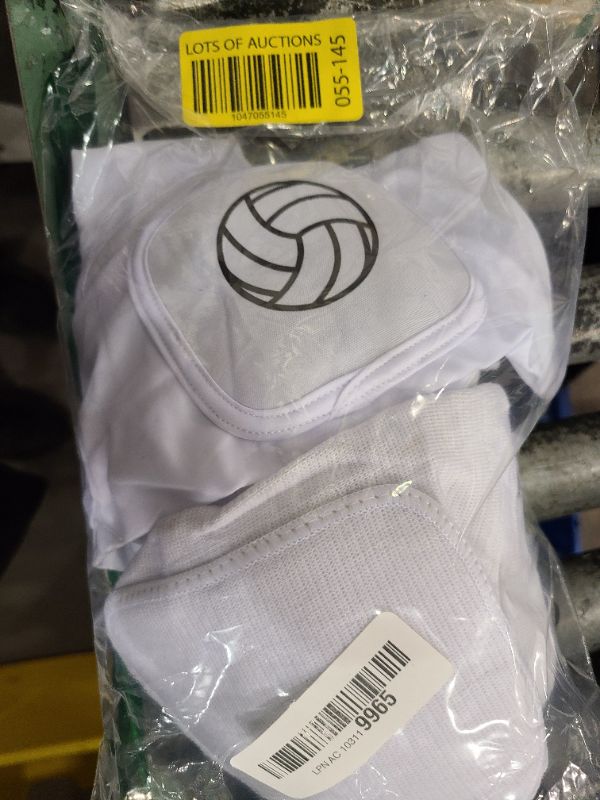 LOTS OF AUCTIONS
1047055145
055-145
LPN AC 10311 9965